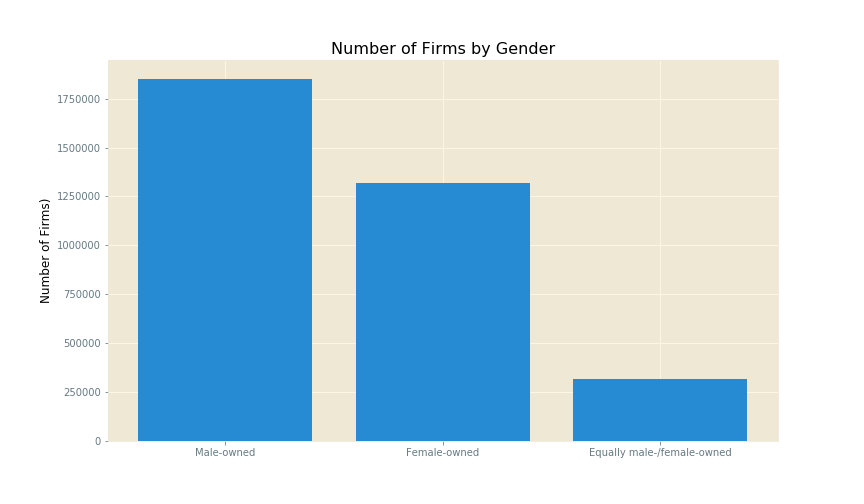 Number of Firms by Gender
Number of Firms)
1750000
1500000
1250000
1000000
750000
500000
250000
0
Male-owned
Female-owned
Equally male-/female-owned